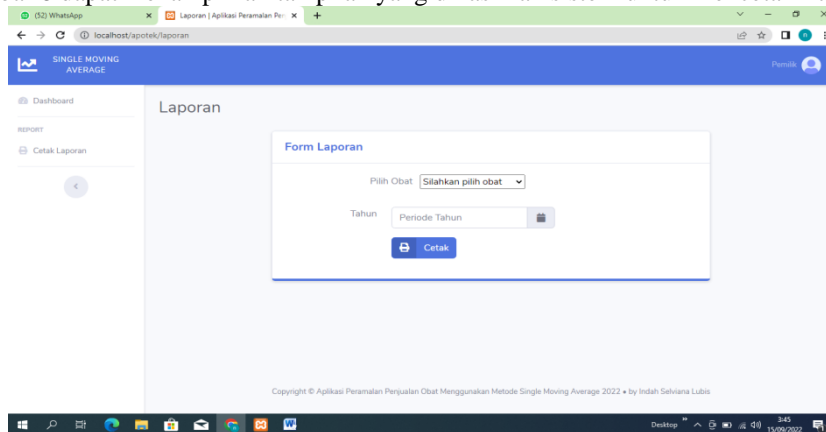 (52) WhatsApp
Laporan | Aplikasi Peramalan Pen
localhost/apotek/laporan
SINGLE MOVING
AVERAGE
Pemilik
Dashboard
REPORT
Cetak Laporan
Laporan
Form Laporan
Pilih Obat Silahkan pilih obat
Tahun Periode Tahun
Cetak
Copyright © Aplikasi Peramalan Penjualan Obat Menggunakan Metode Single Moving Average 2022 • by Indah Selviana Lubis
Desktop
3:45
15/09/2022